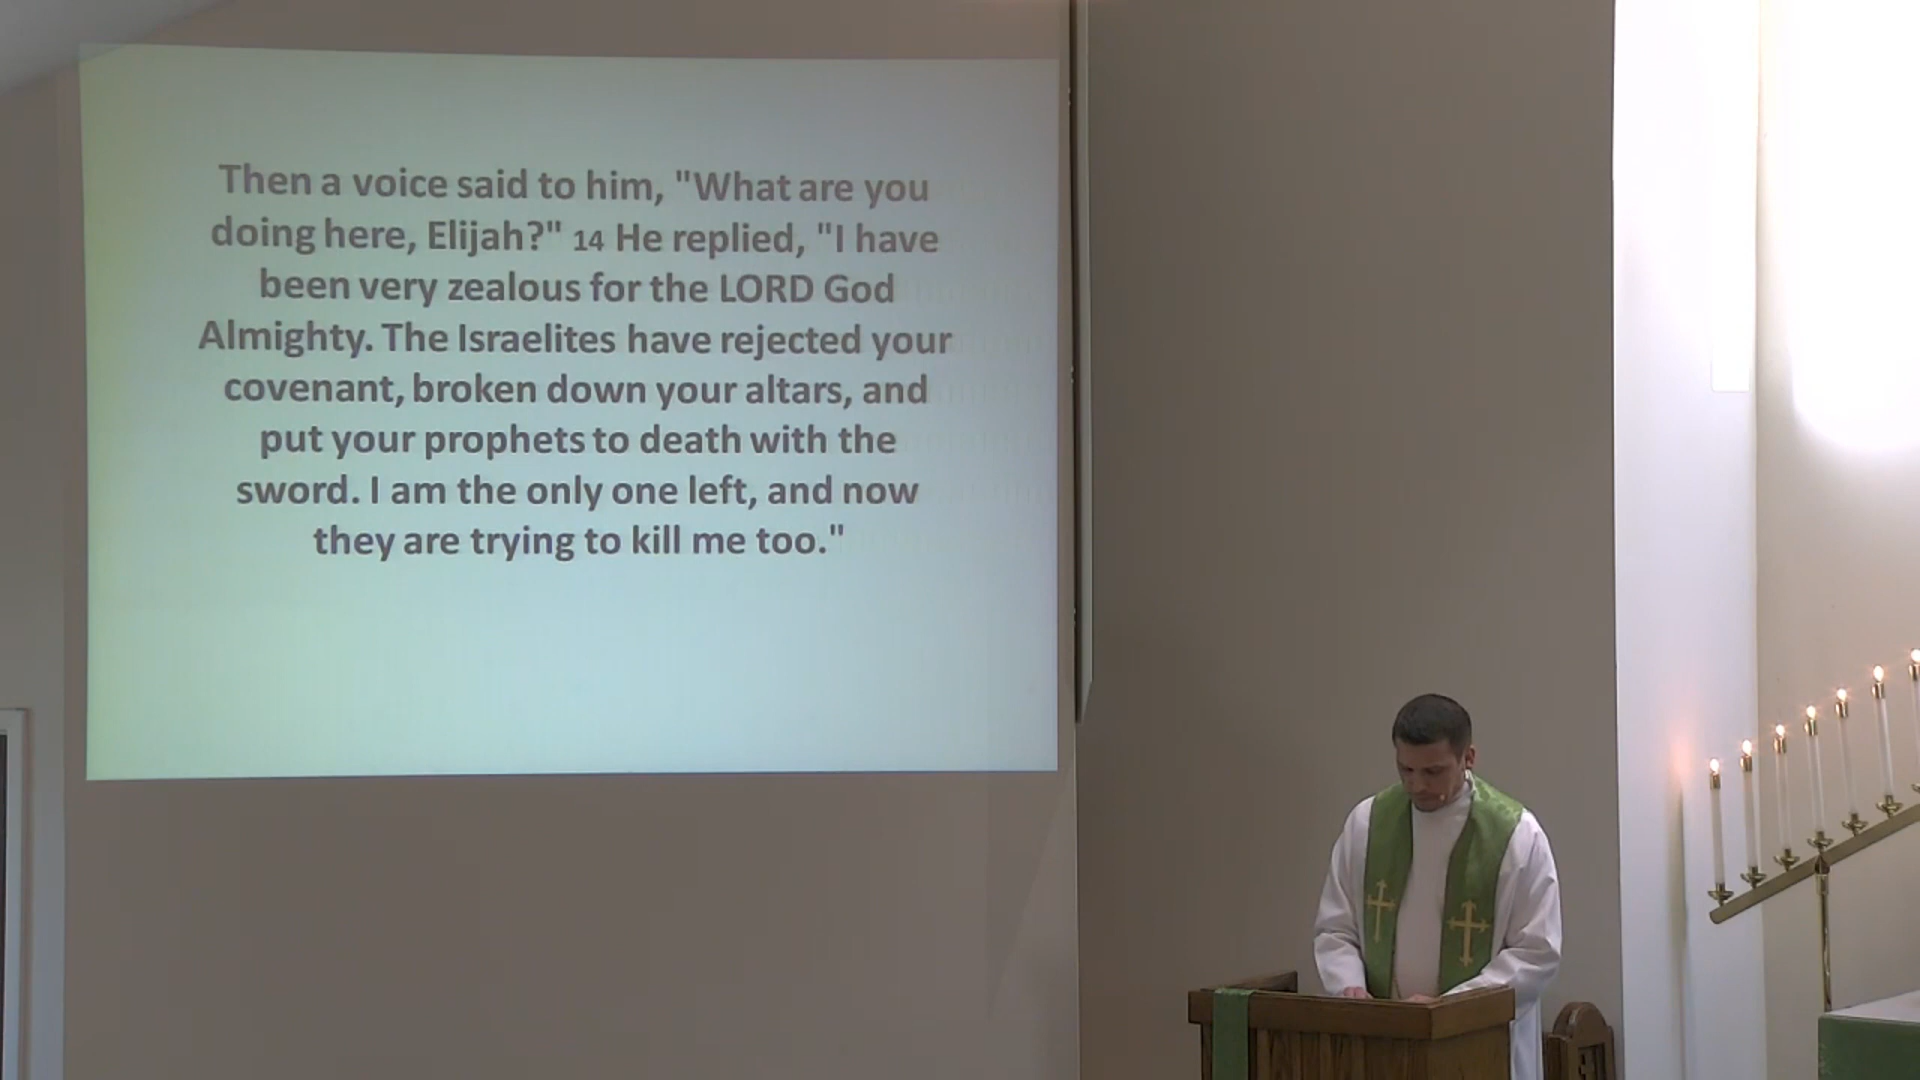 Then a voice said to him, "What are you
doing here, Elijah?" 14 He replied, "I have
been very zealous for the LORD God
Almighty. The Israelites have rejected your
covenant, broken down your altars, and
put your prophets to death with the
sword. I am the only one left, and now
they are trying to kill me too."